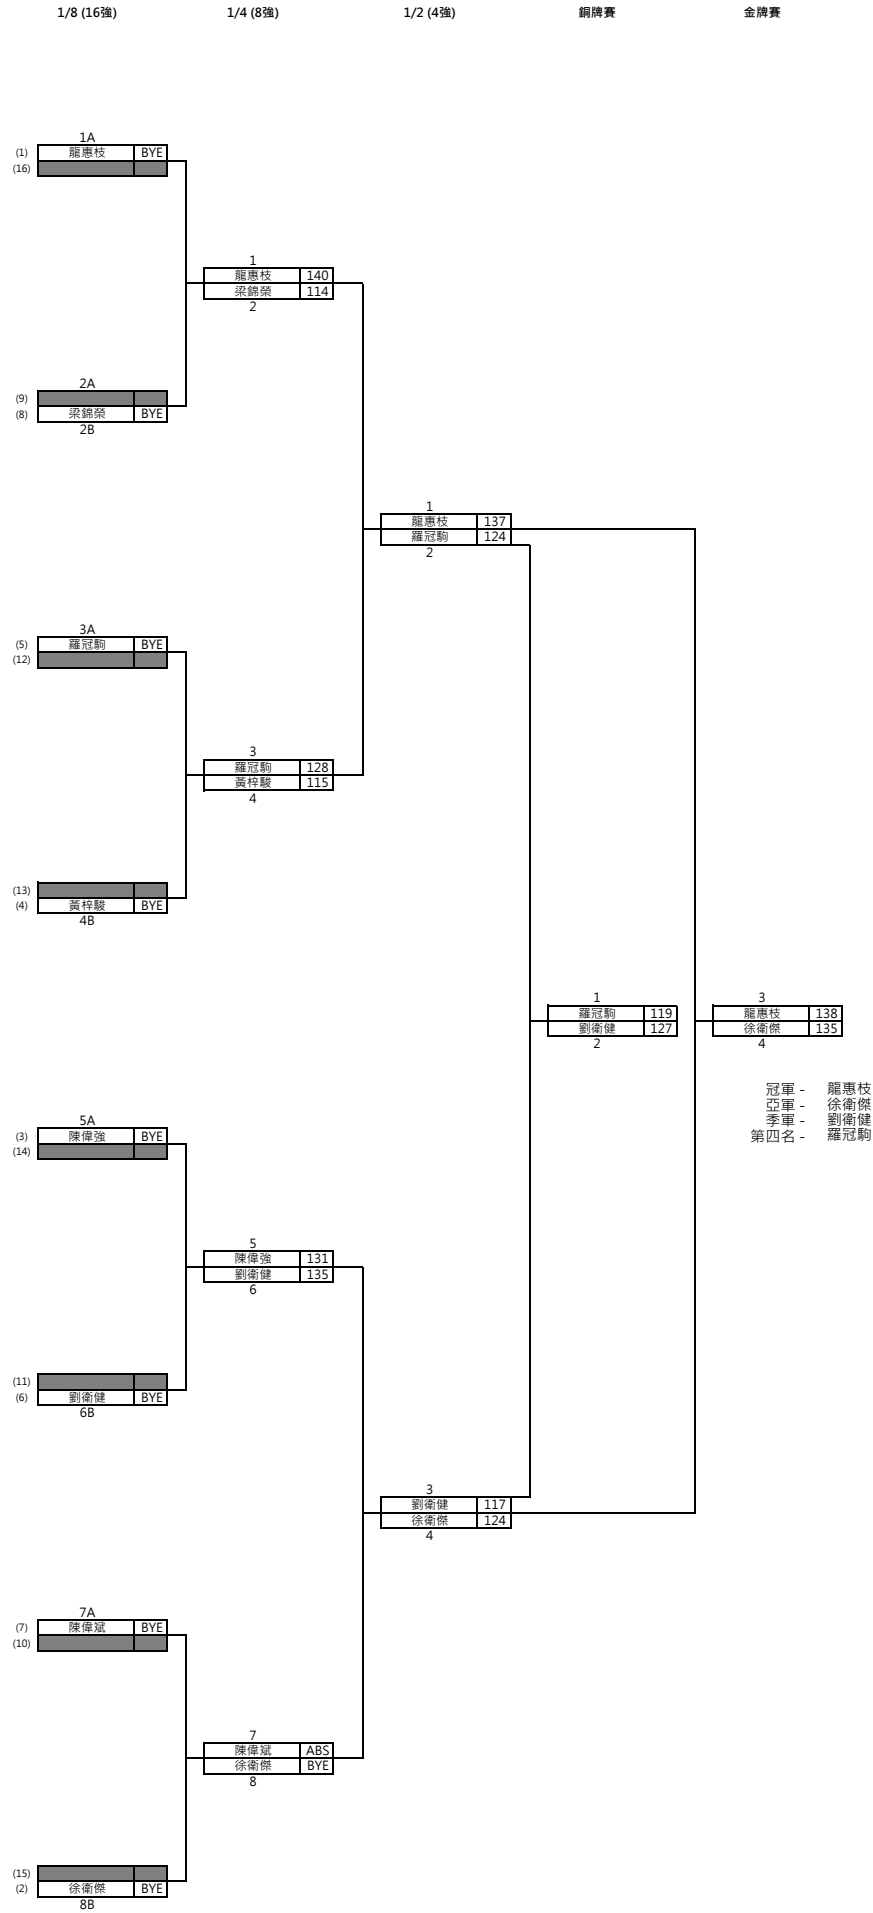 1/8 (16強) 1/4 (8強) 1/2 (4強) 銅牌賽 金牌賽
1A
(1) 龍惠枝 BYE
(16)
1
龍惠枝 140
梁錦榮 114
2
2A
(9)
(8) 梁錦榮 BYE
2B
1
龍惠枝 137
羅冠駒 124
2
3A
(5) 羅冠駒 BYE
(12)
3
羅冠駒 128
黃梓駿 115
4
(13)
(4) 黃梓駿 BYE
4B
1 3
羅冠駒 119 龍惠枝 138
劉衛健 127 徐衛傑 135
2 4
冠軍 - 龍惠枝
亞軍 - 徐衛傑
季軍 - 劉衛健
第四名 - 羅冠駒
5A
(3) 陳偉強 BYE
(14)
5
陳偉強 131
劉衛健 135
6
(11)
(6) 劉衛健 BYE
6B
3
劉衛健 117
徐衛傑 124
4
7A
(7) 陳偉斌 BYE
(10)
7
陳偉斌 ABS
徐衛傑 BYE
8
(15)
(2) 徐衛傑 BYE
8B